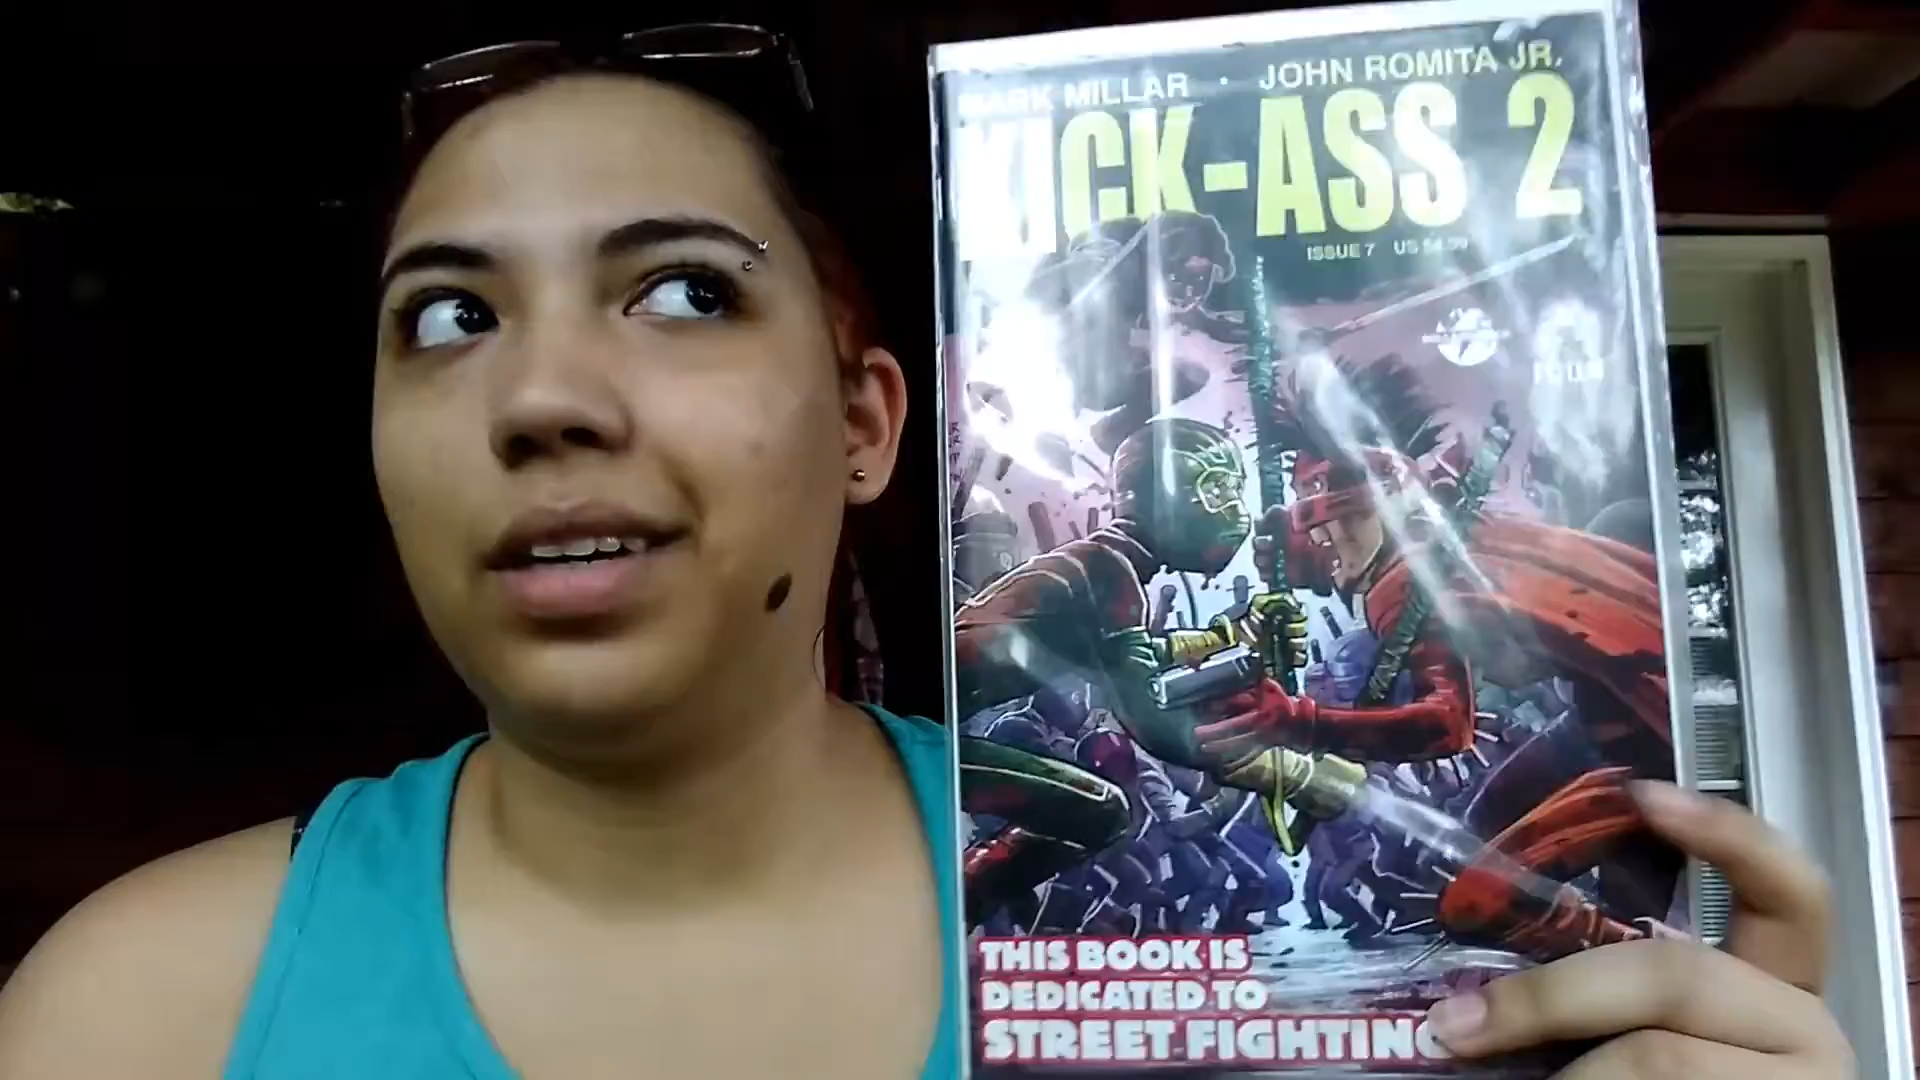 MARK MILLAR · JOHN ROMITA JR.
KICK-ASS 2
ISSUE 7 US $4.99
THIS BOOK IS
DEDICATED TO
STREET FIGHTING